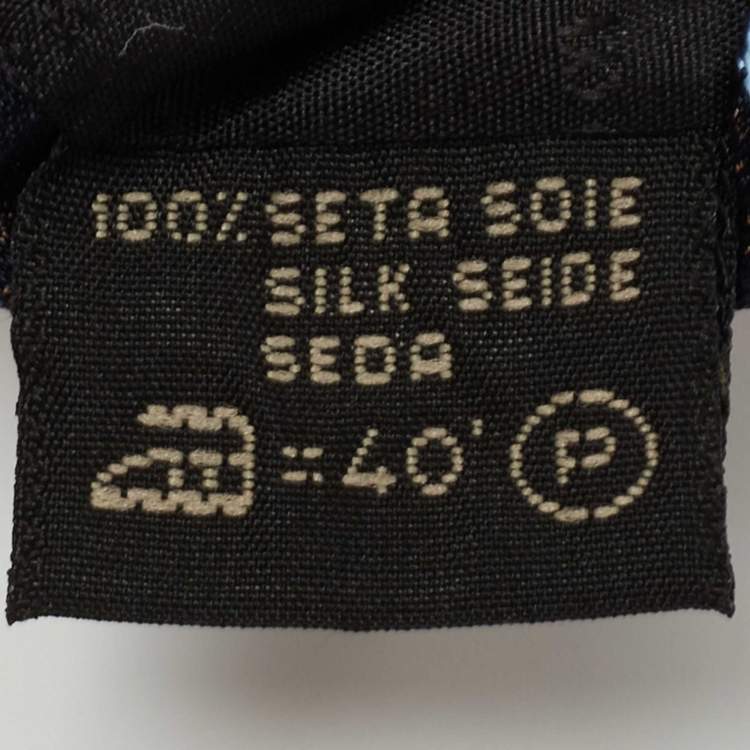 100% SETA SOIE
SILK SEIDE
SEDA
= 40' P